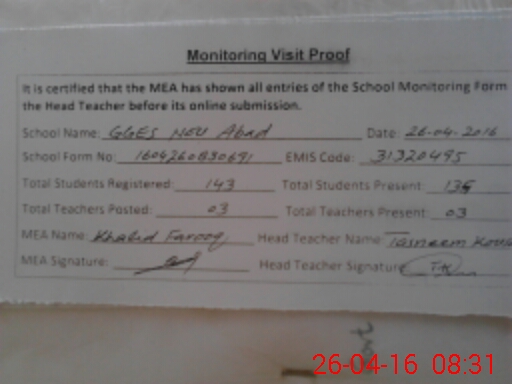 Monitoring Visit Proof
It is certified that the MEA has shown all entries of the School Monitoring Form
the Head Teacher before its online submission.
School Name: GGES NEU Abad Date: 26-04-2016
School Form No: EMIS Code: 31320495
Total Students Registered: 143 Total Students Present:
Total Teachers Posted: 03 Total Teachers Present: 03
MEA Name: Khalid Farooq Head Teacher Name Tasneem
MEA Signature: Head Teacher Signature
26-04-16 08:31